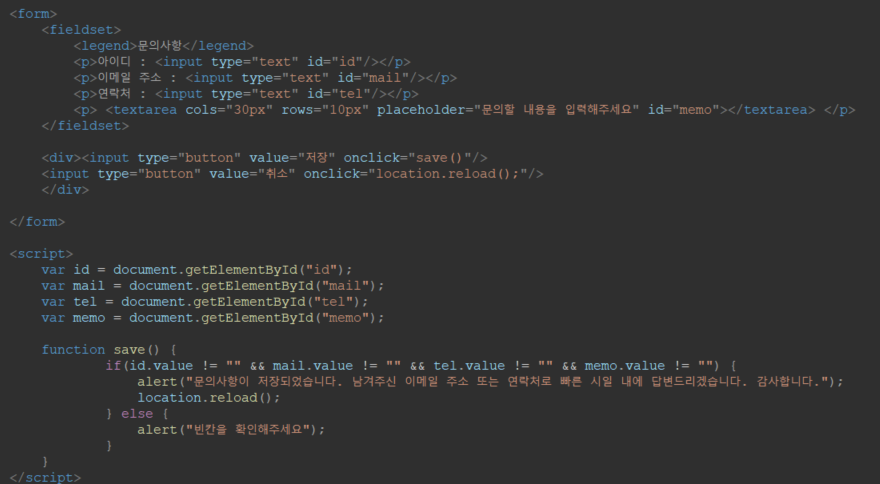 <form>
<fieldset>
<legend>문의사항</legend>
<p>아이디 : <input type="text" id="id"/></p>
<p>이메일 주소 : <input type="text" id="mail"/></p>
<p>연락처 : <input type="text" id="tel"/></p>
<p> <textarea cols="30px" rows="10px" placeholder="문의할 내용을 입력해주세요" id="memo"></textarea> </p>
</fieldset>
<div><input type="button" value="저장" onclick="save()"/>
<input type="button" value="취소" onclick="location.reload();"/>
</div>
</form>
<script>
var id = document.getElementById("id");
var mail = document.getElementById("mail");
var tel = document.getElementById("tel");
var memo = document.getElementById("memo");
function save() {
if(id.value != "" && mail.value != "" && tel.value != "" && memo.value != "") {
alert("문의사항이 저장되었습니다. 남겨주신 이메일 주소 또는 연락처로 빠른 시일 내에 답변드리겠습니다. 감사합니다.");
location.reload();
} else {
alert("빈칸을 확인해주세요");
}
}
</script>